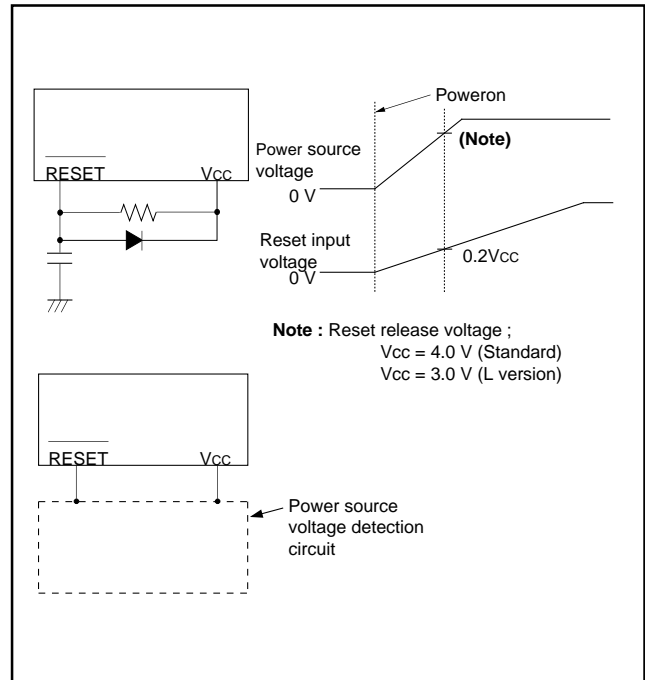 Poweron
(Note)
Power source
voltage
0 V
RESET Vcc
Reset input
voltage
0 V
0.2Vcc
Note : Reset release voltage ;
Vcc = 4.0 V (Standard)
Vcc = 3.0 V (L version)
RESET Vcc
Power source
voltage detection
circuit